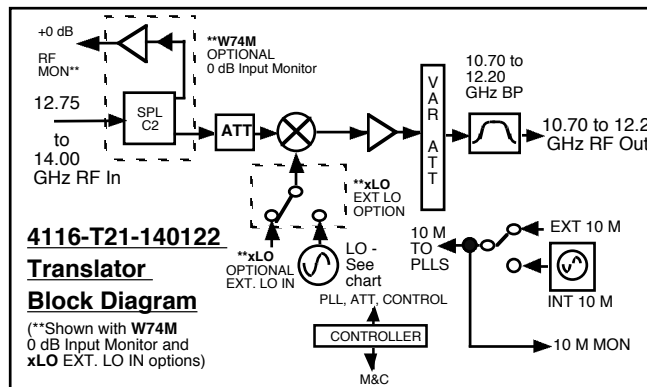 +0 dB
RF
MON**
**W74M
OPTIONAL
0 dB Input Monitor
12.75
to
14.00
GHz RF In
SPL
C2
ATT
VAR ATT
10.70 to
12.20
GHz BP
10.70 to 12.2
GHz RF Out
**xLO
EXT LO
OPTION
**xLO
OPTIONAL
EXT. LO IN
LO -
See
chart
10 M
TO
PLLS
EXT 10 M
INT 10 M
10 M MON
PLL, ATT, CONTROL
CONTROLLER
M&C
4116-T21-140122
Translator
Block Diagram
(**Shown with W74M
0 dB Input Monitor and
xLO EXT. LO IN options)